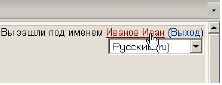 Вы зашли под именем Иванов Иван (Выход)
Русский (ru)